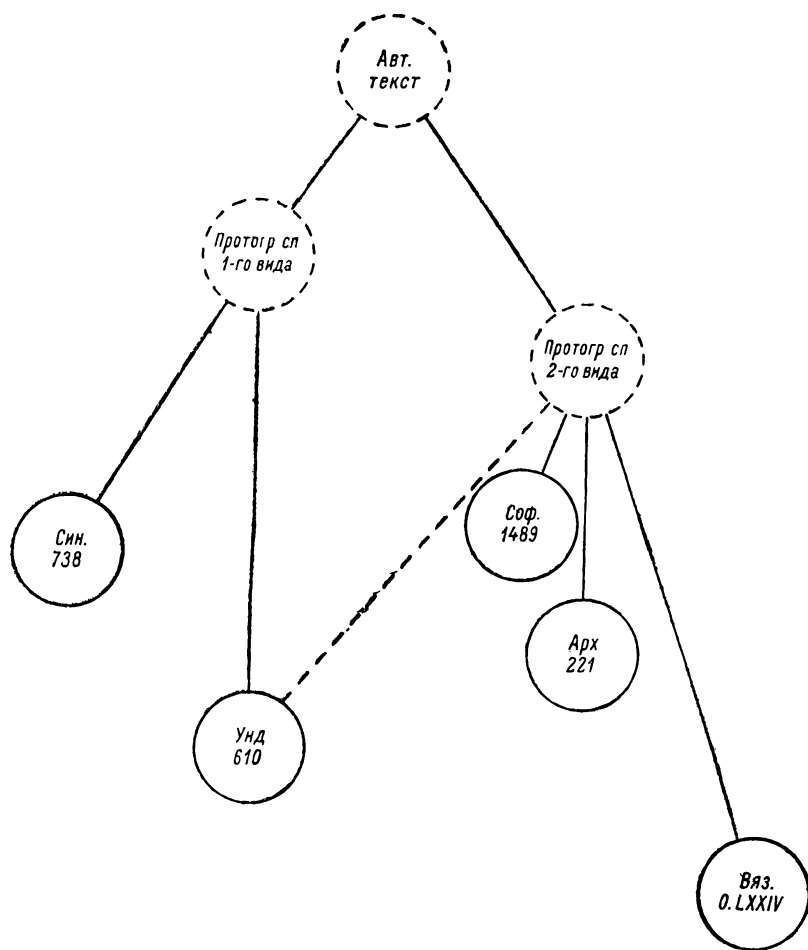 Авт.
текст
Протогр сп
1-го вида
Протогр сп
2-го вида
Соф.
1489
Син.
738
Арх
221
Унд
610
Вяз.
О. LXXIV